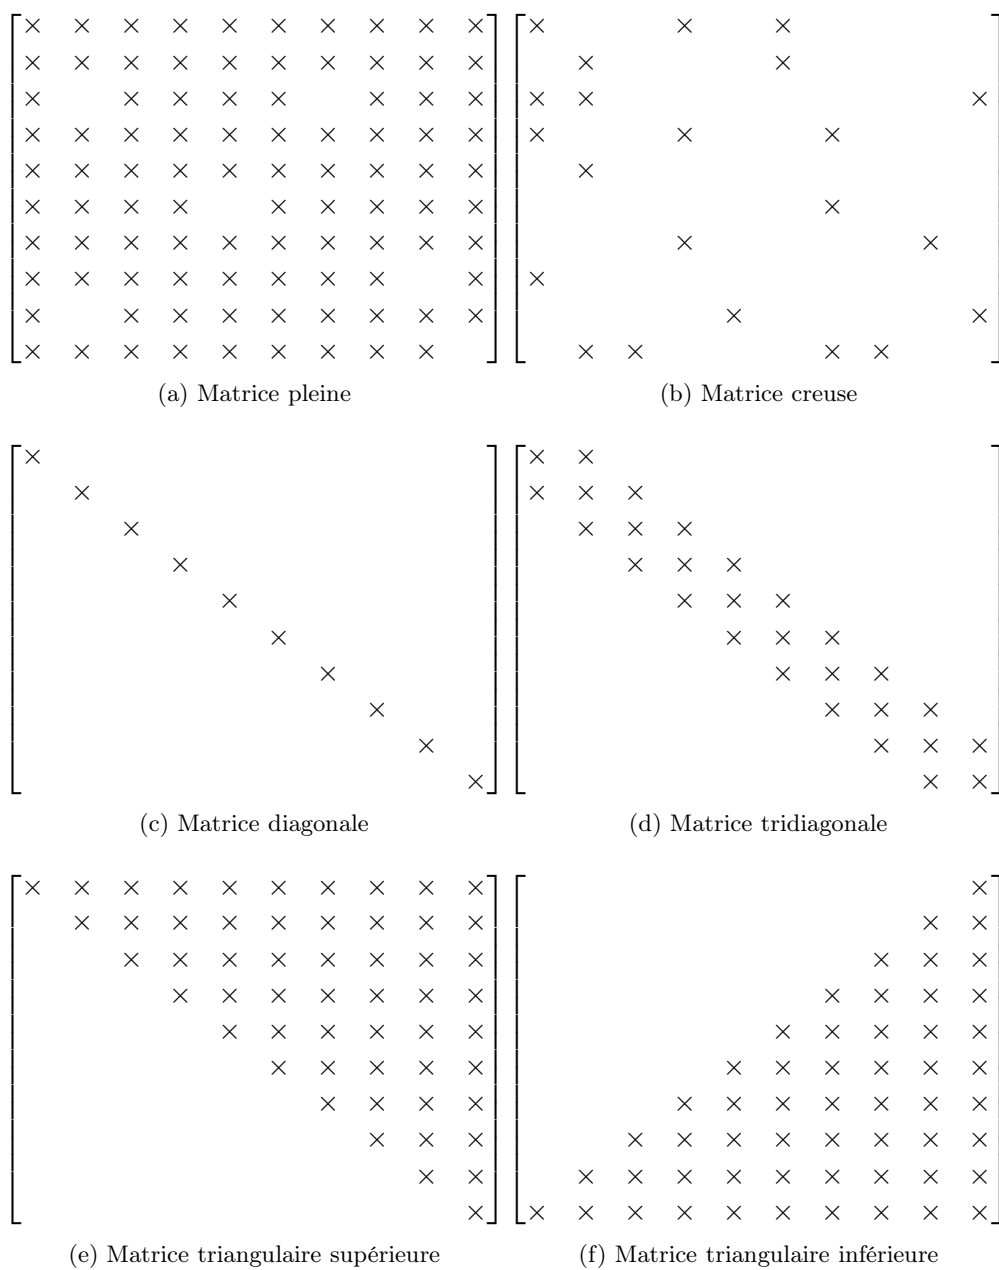 × × × × × × × × × ×
× × × × × × × × × ×
× × × × × × × ×
× × × × × × × × × ×
× × × × × × × × × ×
× × × × × × × × ×
× × × × × × × × × ×
× × × × × × × × ×
× × × × × × × × ×
× × × × × × × × ×
(a) Matrice pleine
× × ×
× ×
× × ×
× × ×
×
×
× ×
×
× ×
× × × ×
(b) Matrice creuse
×
×
×
×
×
×
×
×
×
×
(c) Matrice diagonale
× ×
× × ×
× × ×
× × ×
× × ×
× × ×
× × ×
× × ×
× × ×
× ×
(d) Matrice tridiagonale
× × × × × × × × × ×
× × × × × × × × ×
× × × × × × × ×
× × × × × × ×
× × × × × ×
× × × × ×
× × × ×
× × ×
× ×
×
(e) Matrice triangulaire supérieure
×
× ×
× × ×
× × × ×
× × × × ×
× × × × × ×
× × × × × × ×
× × × × × × × ×
× × × × × × × × ×
× × × × × × × × × ×
(f) Matrice triangulaire inférieure